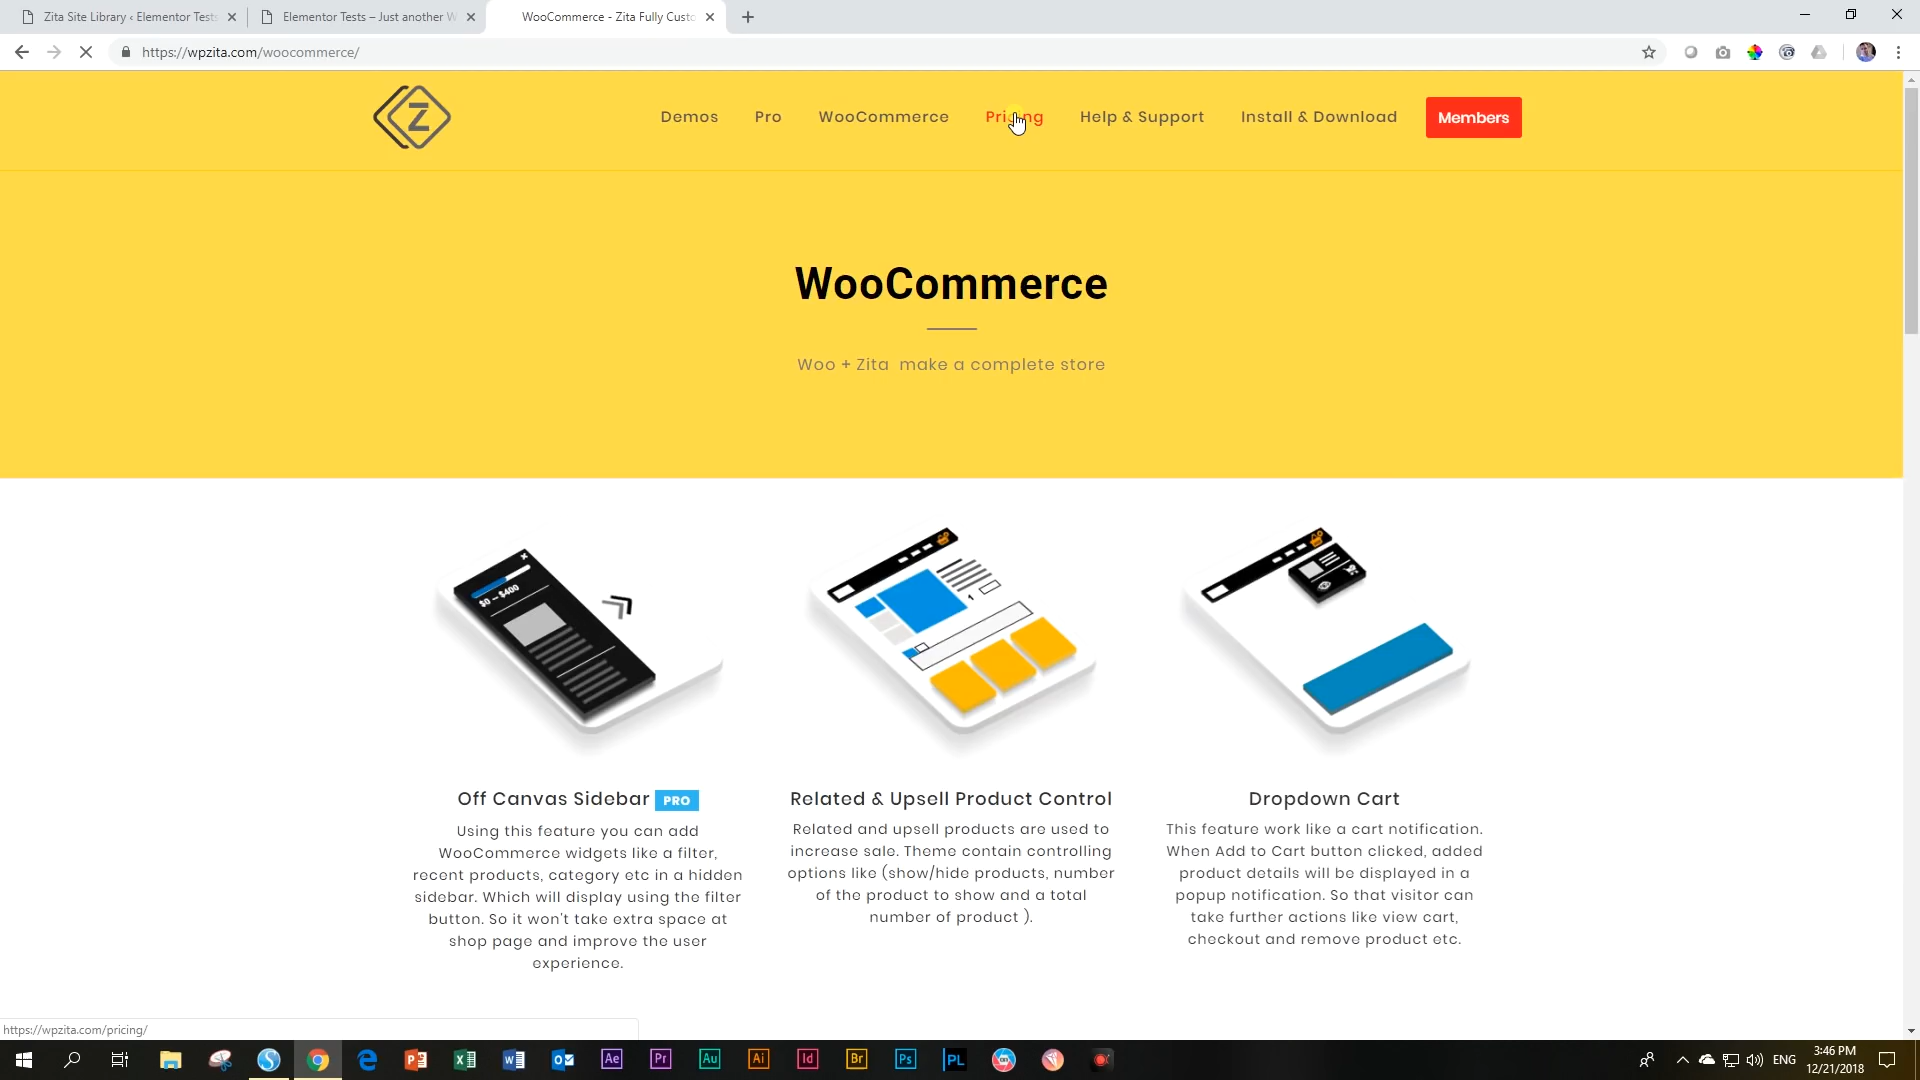 Zita Site Library ‹ Elementor Tests
Elementor Tests – Just another W
WooCommerce - Zita Fully Custo
https://wpzita.com/woocommerce/
Z
Demos
Pro
WooCommerce
Pricing
Help & Support
Install & Download
Members
WooCommerce
Woo + Zita make a complete store
$0 — $400
Off Canvas Sidebar PRO
Using this feature you can add
WooCommerce widgets like a filter,
recent products, category etc in a hidden
sidebar. Which will display using the filter
button. So it won't take extra space at
shop page and improve the user
experience.
Related & Upsell Product Control
Related and upsell products are used to
increase sale. Theme contain controlling
options like (show/hide products, number
of the product to show and a total
number of product ).
Dropdown Cart
This feature work like a cart notification.
When Add to Cart button clicked, added
product details will be displayed in a
popup notification. So that visitor can
take further actions like view cart,
checkout and remove product etc.
https://wpzita.com/pricing/
Ae
Pr
Au
Ai
Id
Br
Ps
PL
ENG
3:46 PM
12/21/2018